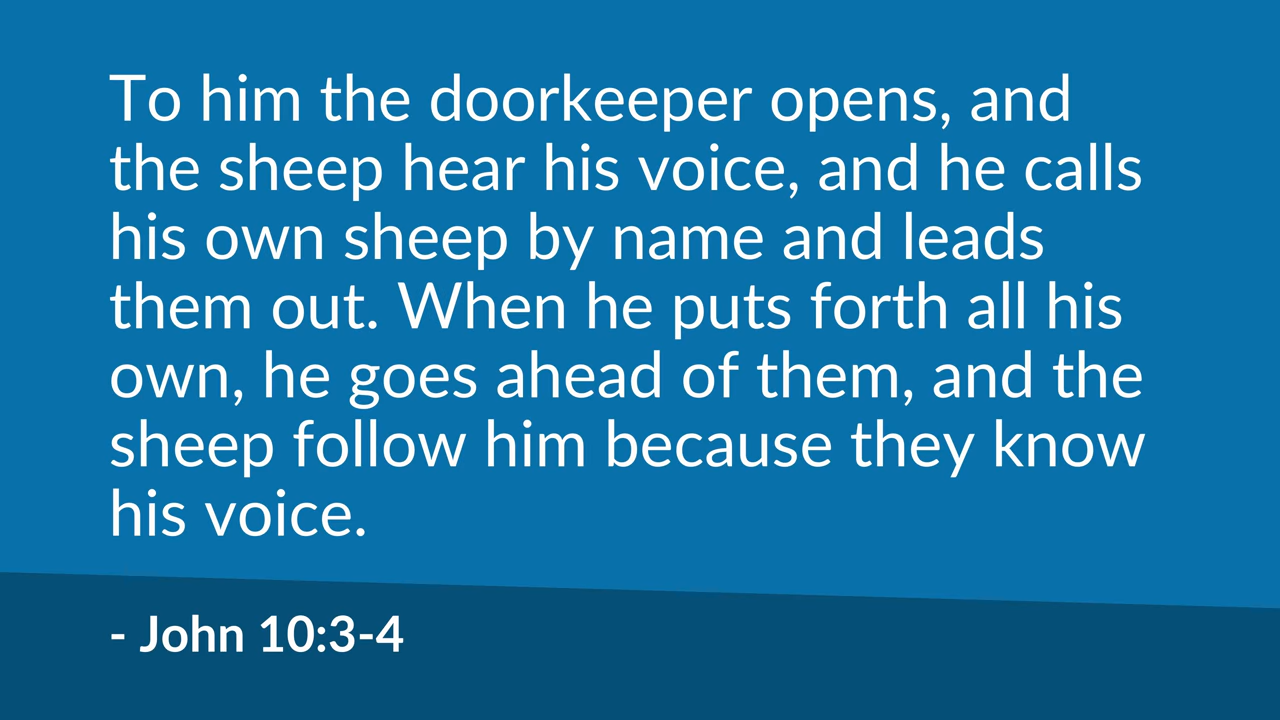 To him the doorkeeper opens, and
the sheep hear his voice, and he calls
his own sheep by name and leads
them out. When he puts forth all his
own, he goes ahead of them, and the
sheep follow him because they know
his voice.
- John 10:3-4